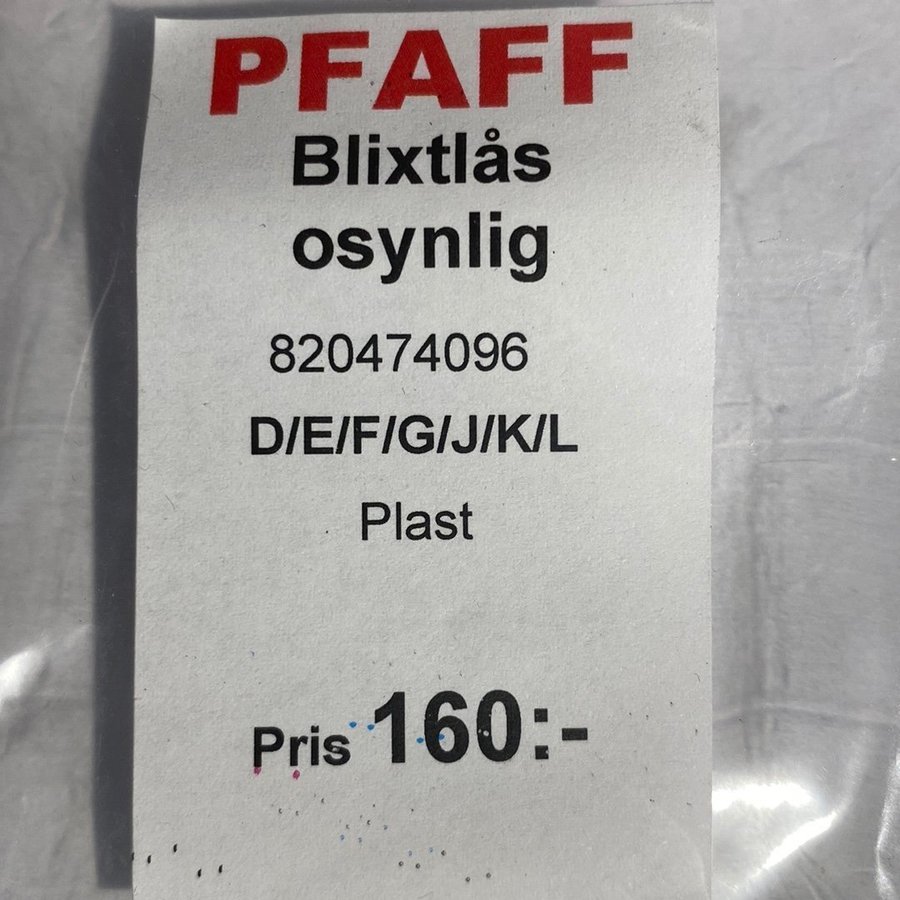 PFAFF
Blixtlås
osynlig
820474096
D/E/F/G/J/K/L
Plast
Pris 160:-